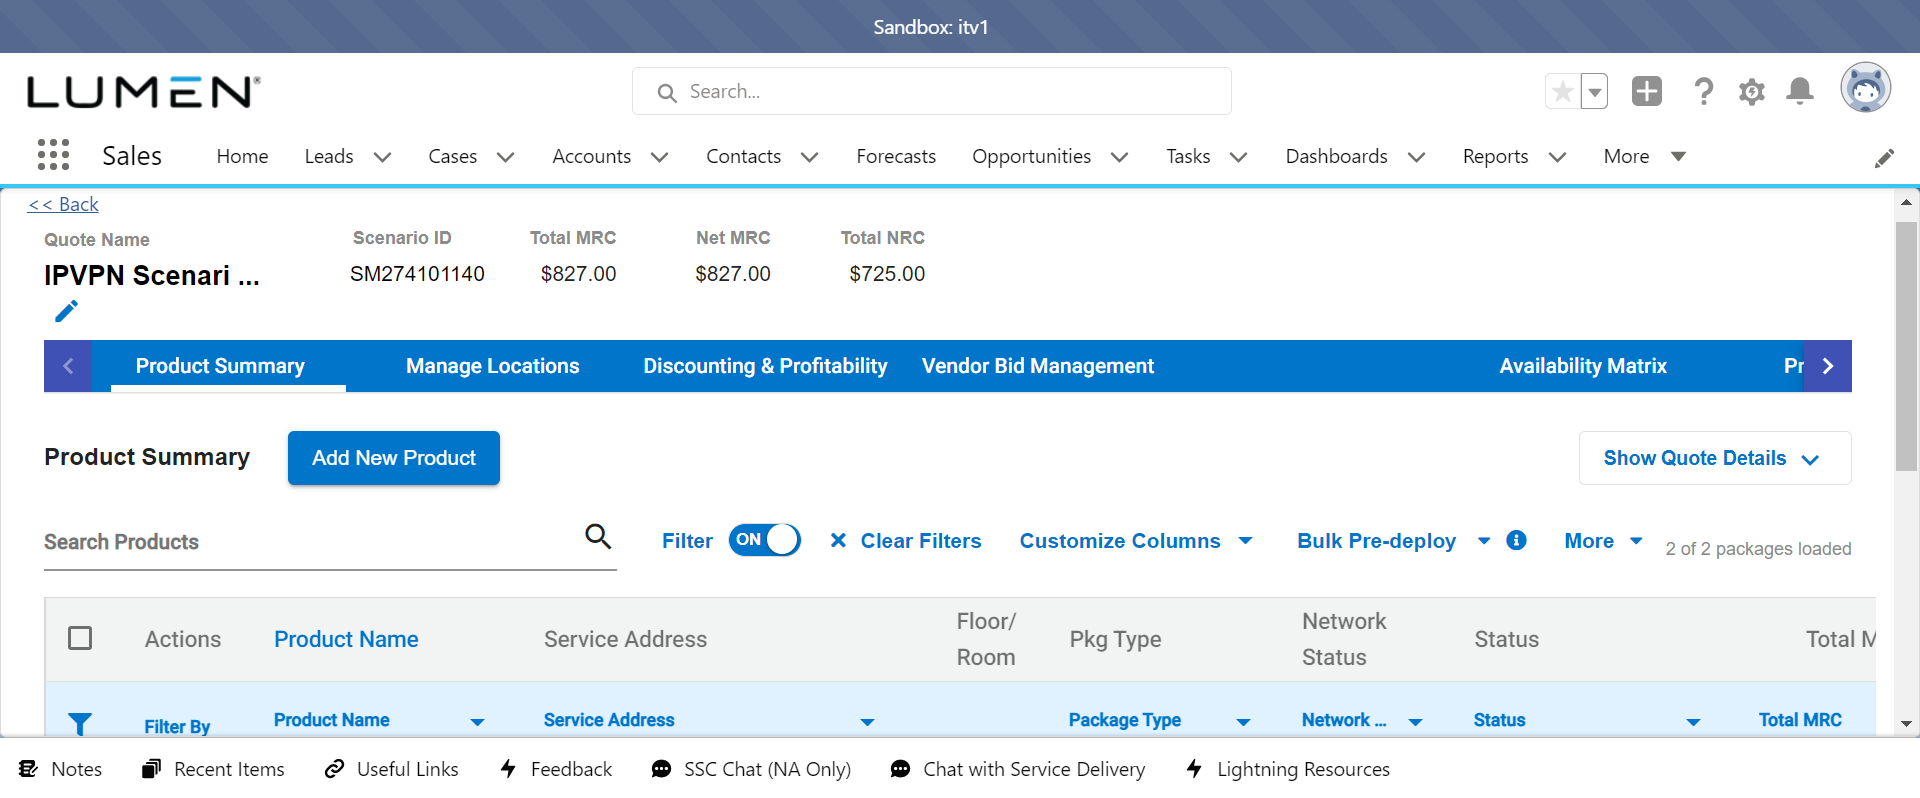 Sandbox: itv1
LUMEN
Search...
Sales Home Leads Cases Accounts Contacts Forecasts Opportunities Tasks Dashboards Reports More
<< Back
Quote Name Scenario ID Total MRC Net MRC Total NRC
IPVPN Scenari ... SM274101140 $827.00 $827.00 $725.00
Product Summary Manage Locations Discounting & Profitability Vendor Bid Management Availability Matrix Pr
Product Summary Add New Product Show Quote Details
Search Products Filter ON Clear Filters Customize Columns Bulk Pre-deploy More 2 of 2 packages loaded
Actions Product Name Service Address Floor/ Room Pkg Type Network Status Status Total M
Filter By Product Name Service Address Package Type Network ... Status Total MRC
Notes Recent Items Useful Links Feedback SSC Chat (NA Only) Chat with Service Delivery Lightning Resources